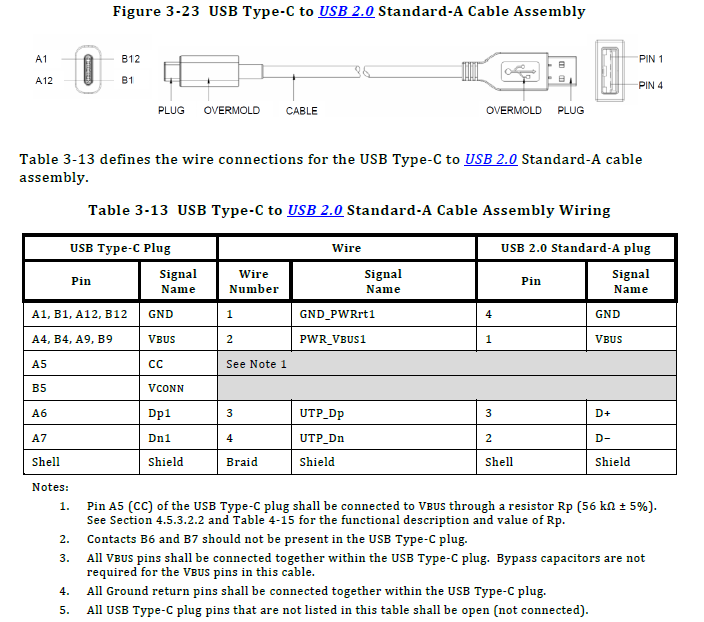 Figure 3-23 USB Type-C to USB 2.0 Standard-A Cable Assembly
A1
A12
B12
B1
PLUG
OVERMOLD
CABLE
OVERMOLD
PLUG
PIN 1
PIN 4
Table 3-13 defines the wire connections for the USB Type-C to USB 2.0 Standard-A cable
assembly.
Table 3-13 USB Type-C to USB 2.0 Standard-A Cable Assembly Wiring
USB Type-C Plug Wire USB 2.0 Standard-A plug
Pin Signal Name Wire Number Signal Name Pin Signal Name
A1, B1, A12, B12 GND 1 GND_PWRrt1 4 GND
A4, B4, A9, B9 VBUS 2 PWR_VBUS1 1 VBUS
A5 CC See Note 1
B5 VCONN
A6 Dp1 3 UTP_Dp 3 D+
A7 Dn1 4 UTP_Dn 2 D−
Shell Shield Braid Shield Shell Shield
Notes:
1. Pin A5 (CC) of the USB Type-C plug shall be connected to VBUS through a resistor Rp (56 kΩ ± 5%).
See Section 4.5.3.2.2 and Table 4-15 for the functional description and value of Rp.
2. Contacts B6 and B7 should not be present in the USB Type-C plug.
3. All VBUS pins shall be connected together within the USB Type-C plug. Bypass capacitors are not
required for the VBUS pins in this cable.
4. All Ground return pins shall be connected together within the USB Type-C plug.
5. All USB Type-C plug pins that are not listed in this table shall be open (not connected).